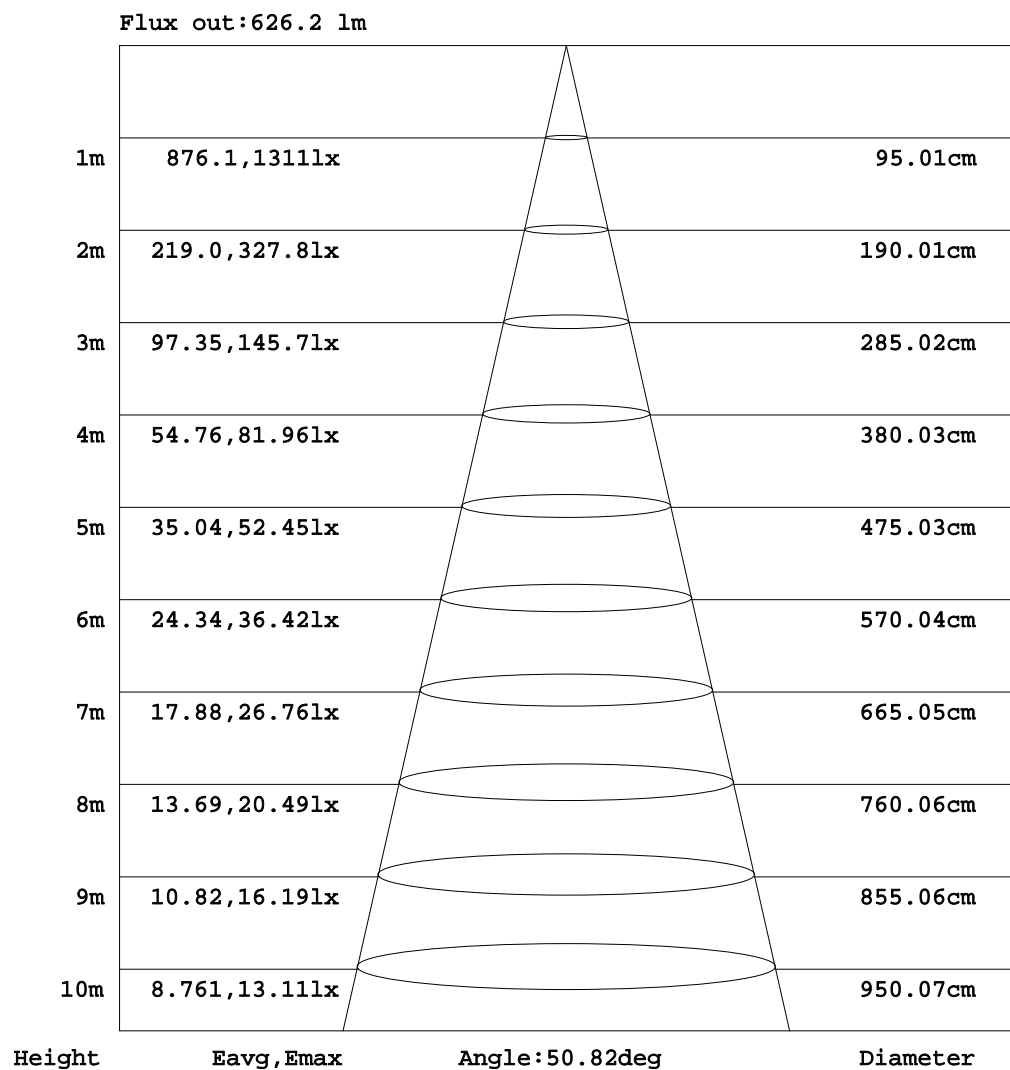 Flux out:626.2 lm
1m 876.1,1311lx 95.01cm
2m 219.0,327.8lx 190.01cm
3m 97.35,145.7lx 285.02cm
4m 54.76,81.96lx 380.03cm
5m 35.04,52.45lx 475.03cm
6m 24.34,36.42lx 570.04cm
7m 17.88,26.76lx 665.05cm
8m 13.69,20.49lx 760.06cm
9m 10.82,16.19lx 855.06cm
10m 8.761,13.11lx 950.07cm
Height Eavg,Emax Angle:50.82deg Diameter